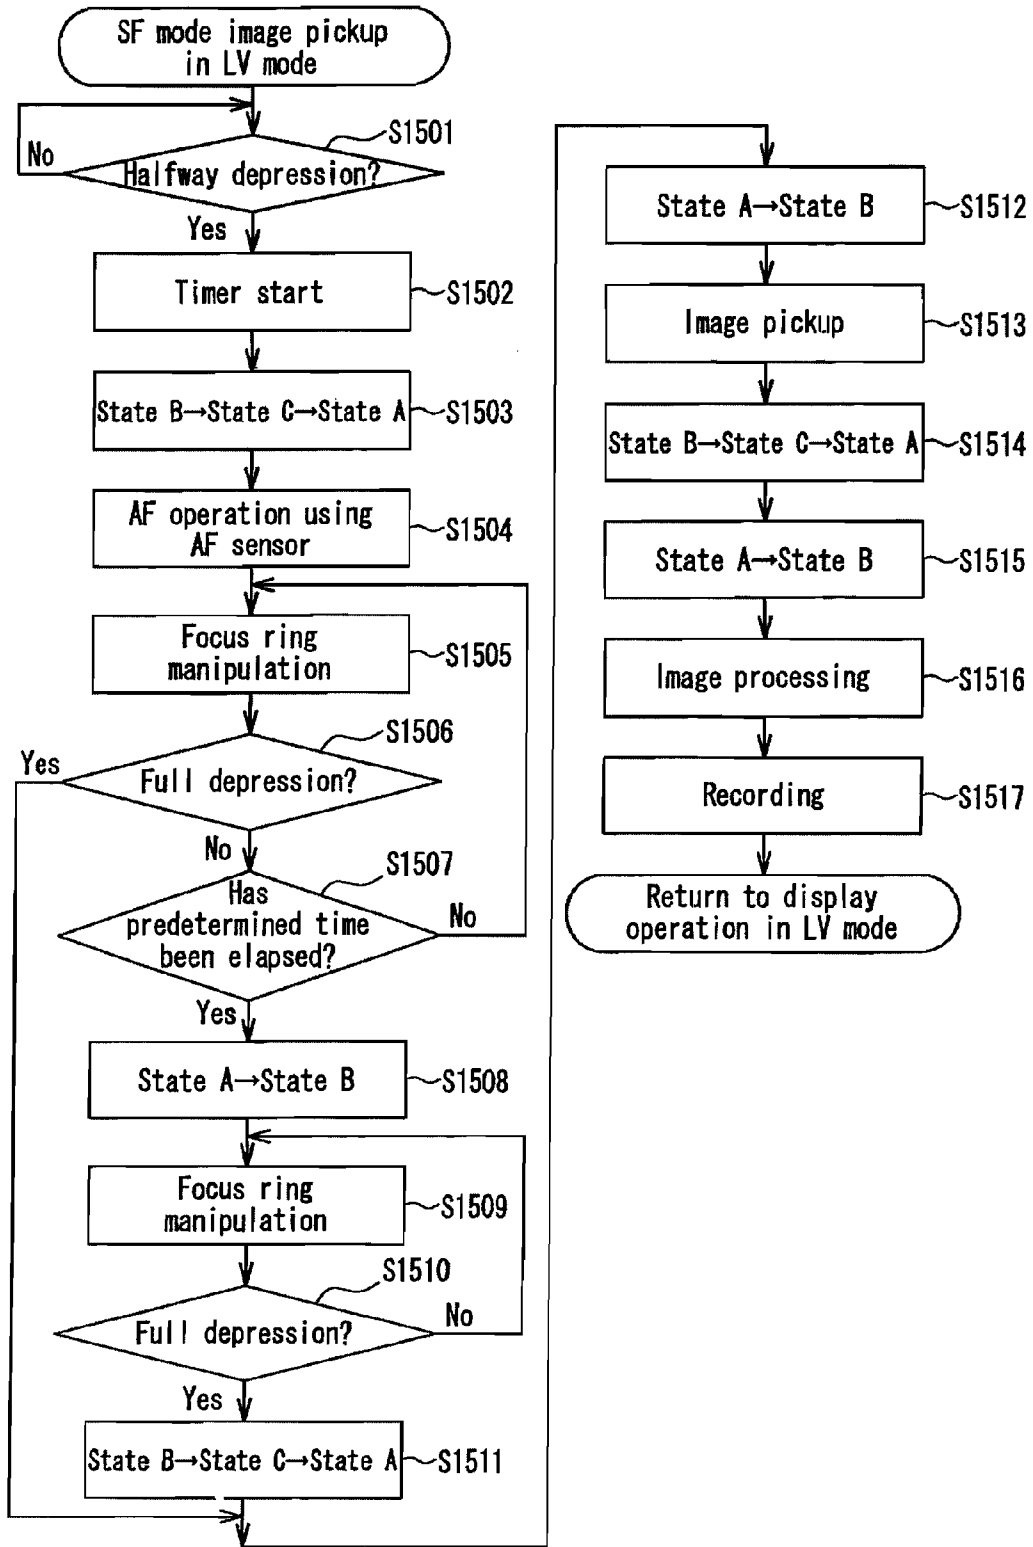 SF mode image pickup
in LV mode
S1501
No
Halfway depression?
Yes
Timer start
S1502
State B→State C→State A
S1503
AF operation using
AF sensor
S1504
Focus ring
manipulation
S1505
S1506
Yes
Full depression?
No
S1507
Has
predetermined time
been elapsed?
No
Yes
State A→State B
S1508
Focus ring
manipulation
S1509
S1510
Full depression?
No
Yes
State B→State C→State A
S1511
State A→State B
S1512
Image pickup
S1513
State B→State C→State A
S1514
State A→State B
S1515
Image processing
S1516
Recording
S1517
Return to display
operation in LV mode